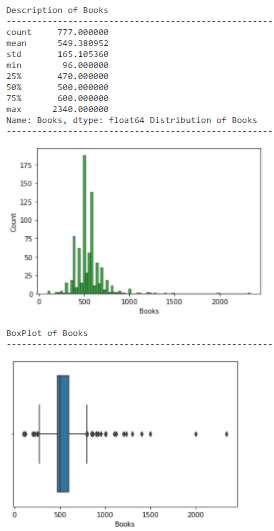 Description of Books
----------------------------------------------------------------
count 777.000000
mean 549.380952
std 165.105360
min 96.000000
25% 470.000000
50% 500.000000
75% 600.000000
max 2340.000000
Name: Books, dtype: float64 Distribution of Books
----------------------------------------------------------------
175
150
125
100
75
50
25
0
Count
0 500 1000 1500 2000
Books
BoxPlot of Books
----------------------------------------------------------------
0 500 1000 1500 2000
Books